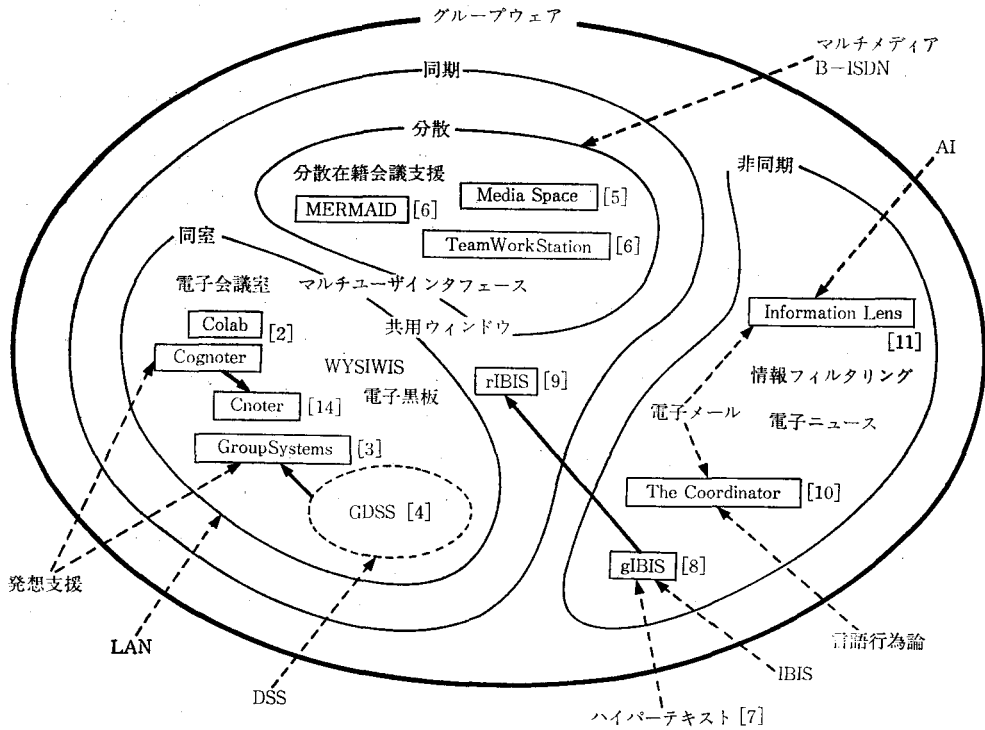 グループウェア
マルチメディア
B-ISDN
同期
分散
AI
非同期
分散在籍会議支援
Media Space [5]
MERMAID [6]
TeamWorkStation [6]
同室
電子会議室
マルチユーザインタフェース
共用ウィンドウ
Colab [2]
Information Lens
[11]
Cognoter
WYSIWIS
rIBIS [9]
情報フィルタリング
Cnoter [14]
電子黒板
電子メール
電子ニュース
GroupSystems [3]
The Coordinator [10]
GDSS [4]
gIBIS [8]
発想支援
LAN
言語行為論
IBIS
DSS
ハイパーテキスト [7]